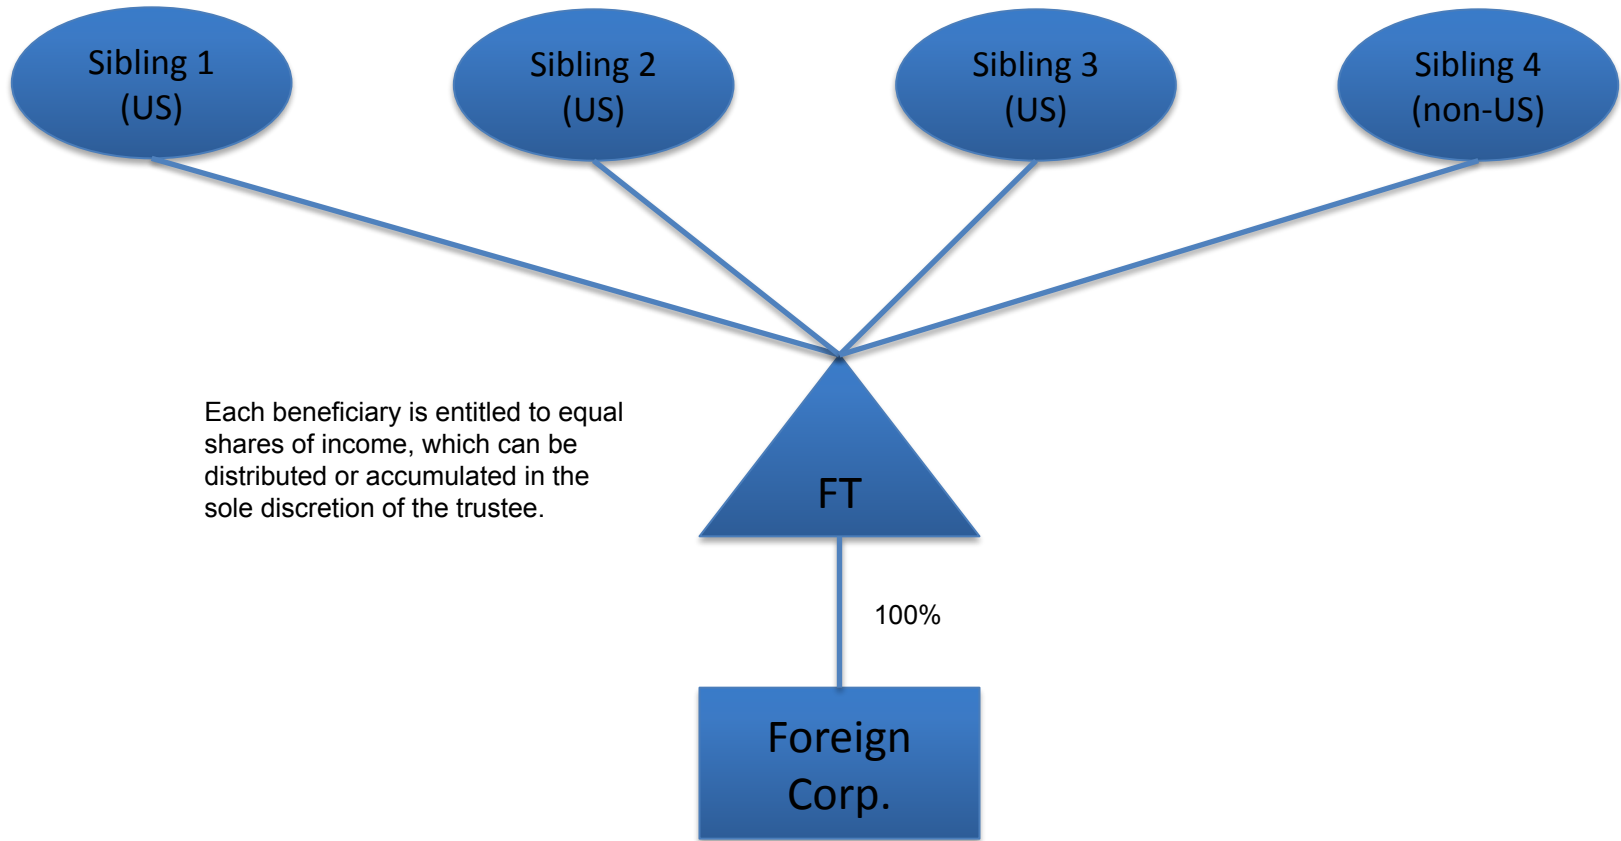 Sibling 1
(US)
Sibling 2
(US)
Sibling 3
(US)
Sibling 4
(non-US)
Each beneficiary is entitled to equal
shares of income, which can be
distributed or accumulated in the
sole discretion of the trustee.
FT
100%
Foreign
Corp.